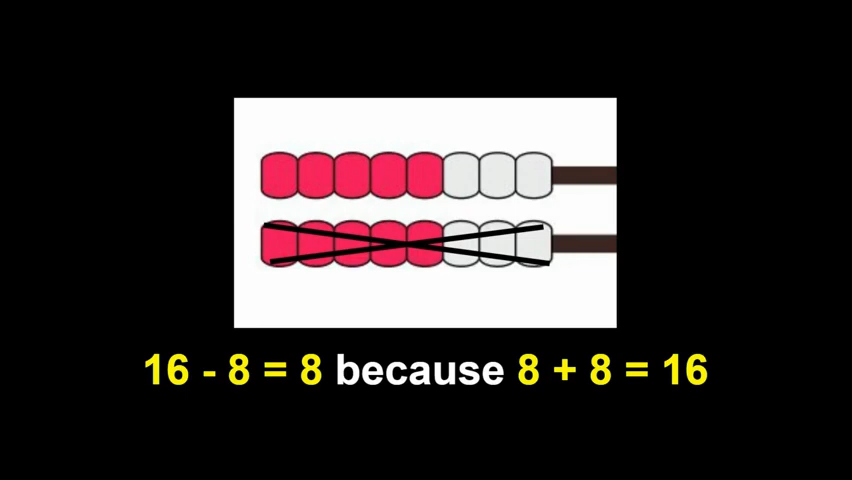 16 - 8 = 8 because 8 + 8 = 16